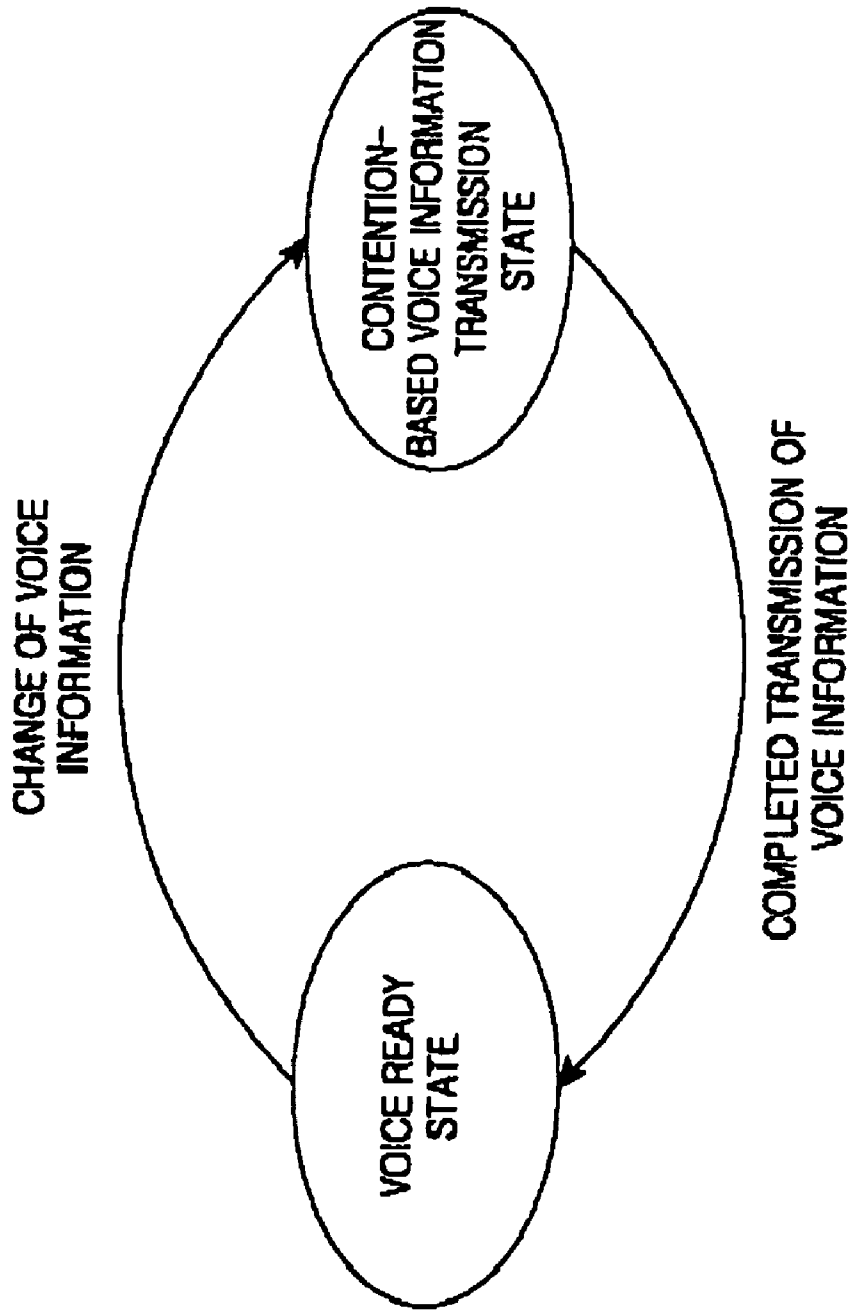 CHANGE OF VOICE
INFORMATION
VOICE READY
STATE
CONTENTION-
BASED VOICE INFORMATION
TRANSMISSION
STATE
COMPLETED TRANSMISSION OF
VOICE INFORMATION